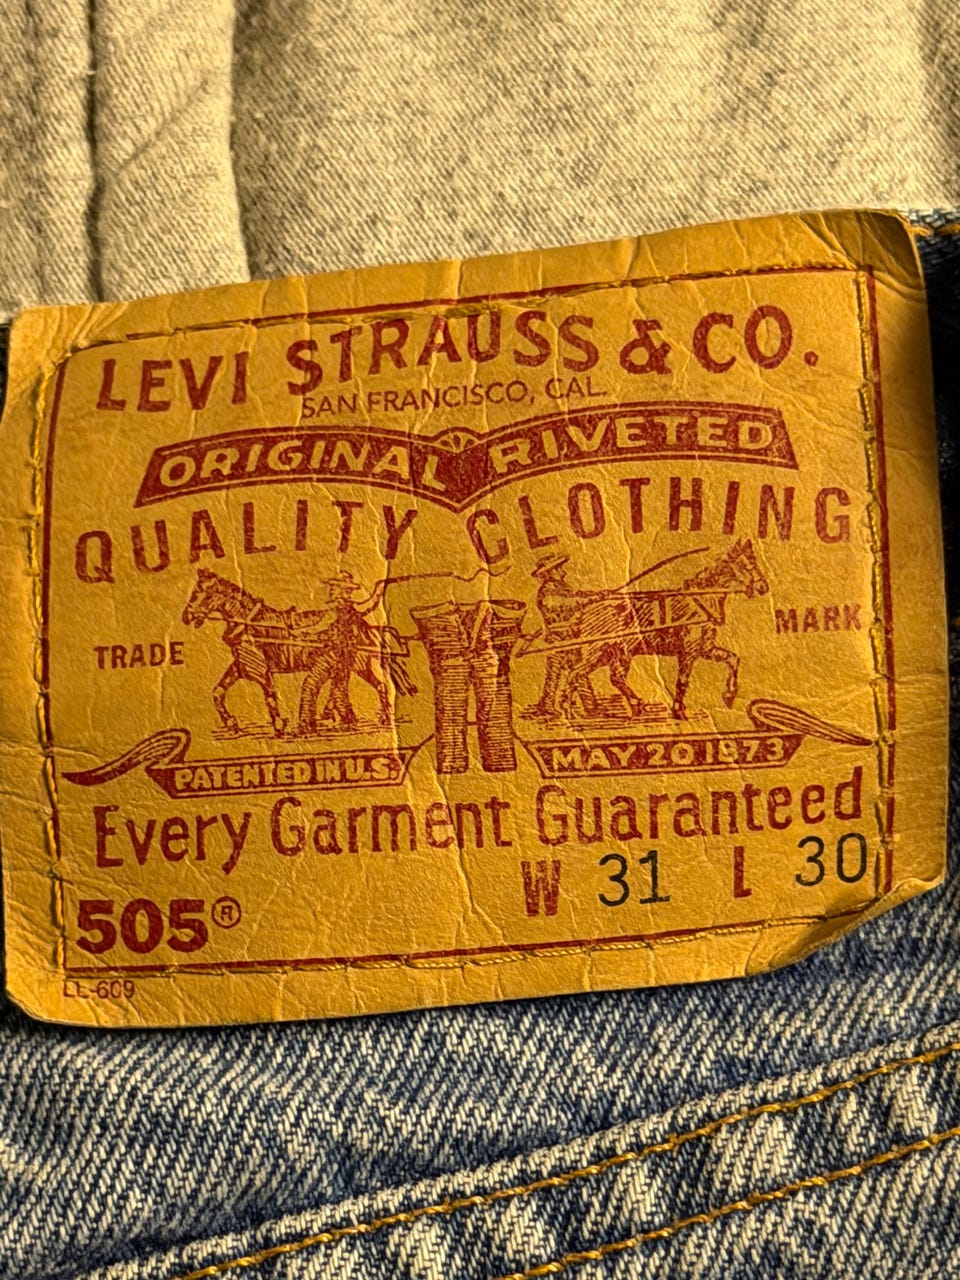 LEVI STRAUSS & CO.
SAN FRANCISCO, CAL.
ORIGINAL RIVETED
QUALITY CLOTHING
TRADE MARK
PATENTED IN U.S. MAY 20 1873
Every Garment Guaranteed
W 31 L 30
505®
LL-609